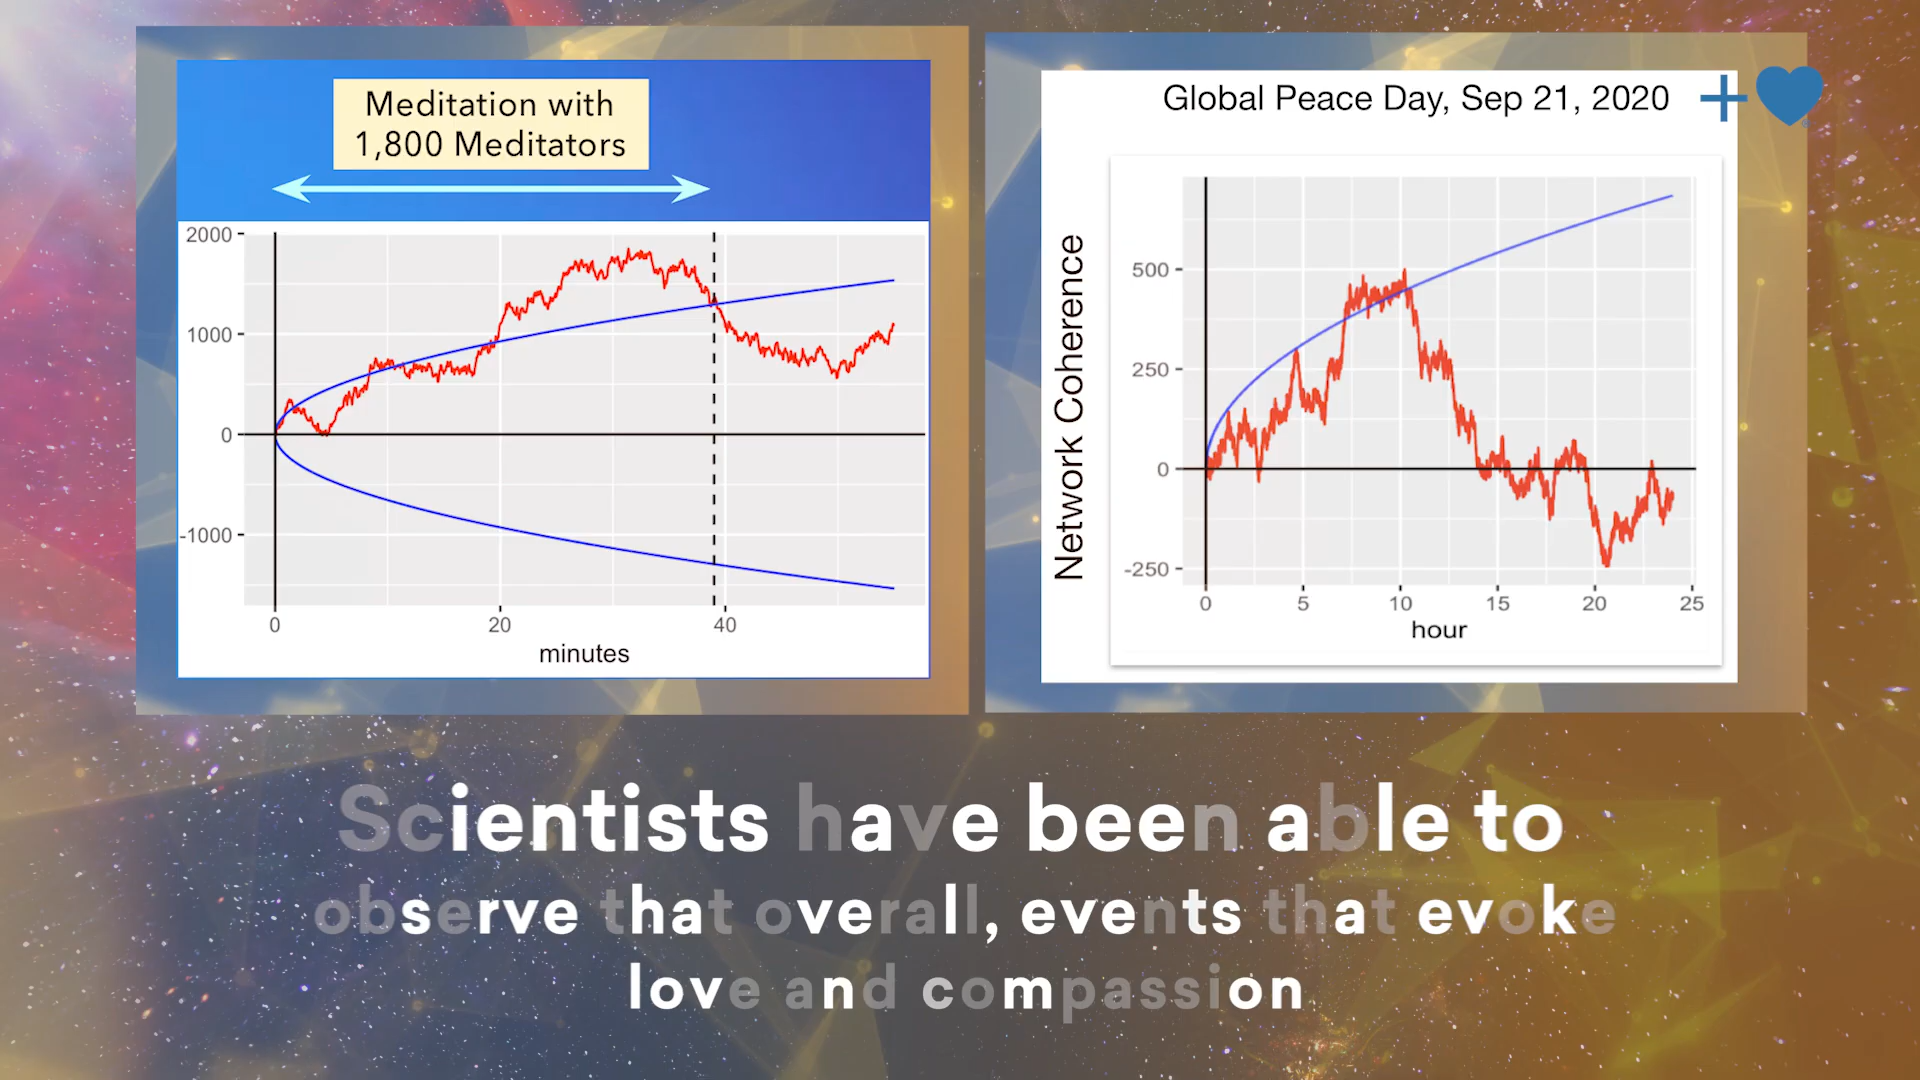 Meditation with
1,800 Meditators
2000
1000
0
-1000
0 20 40
minutes
Global Peace Day, Sep 21, 2020
Network Coherence
500
250
0
-250
0 5 10 15 20 25
hour
Scientists have been able to
observe that overall, events that evoke
love and compassion